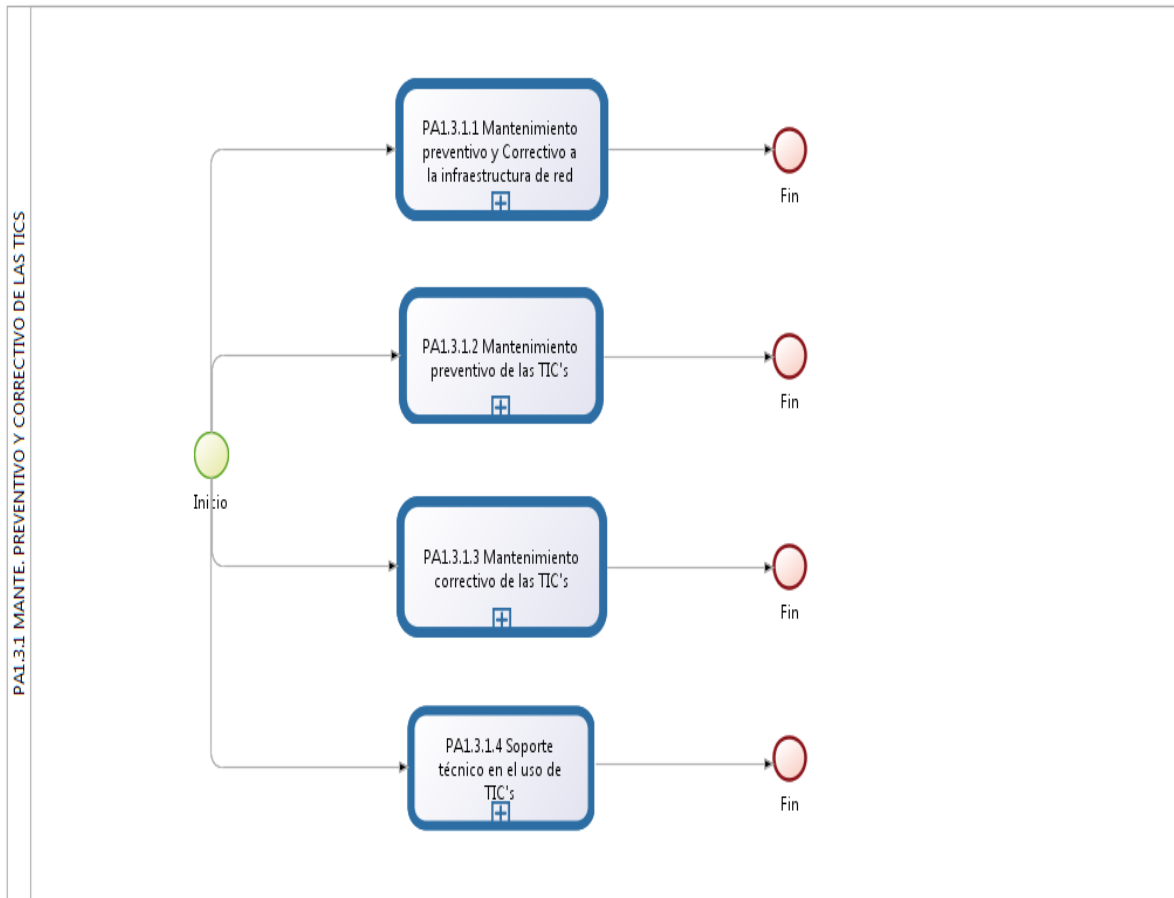 PA1.3.1 MANTE. PREVENTIVO Y CORRECTIVO DE LAS TICS
PA1.3.1.1 Mantenimiento
preventivo y Correctivo a
la infraestructura de red
Fin
PA1.3.1.2 Mantenimiento
preventivo de las TIC's
Fin
Inicio
PA1.3.1.3 Mantenimiento
correctivo de las TIC's
Fin
PA1.3.1.4 Soporte
técnico en el uso de
TIC's
Fin